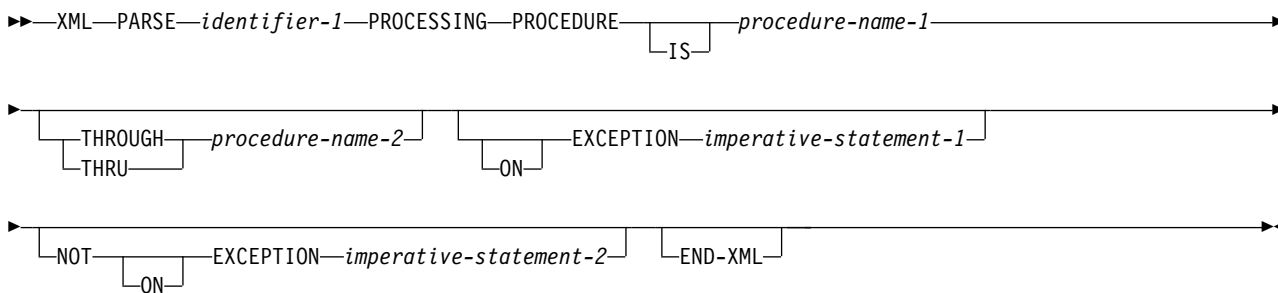 XML PARSE identifier-1 PROCESSING PROCEDURE procedure-name-1
IS
THROUGH procedure-name-2 EXCEPTION imperative-statement-1
THRU ON
NOT EXCEPTION imperative-statement-2 END-XML
ON